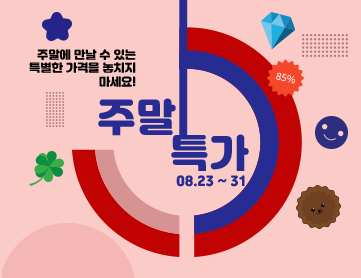 주말에 만날 수 있는
특별한 가격을 놓치지
마세요!
85%
주말
특가
08.23 ~ 31